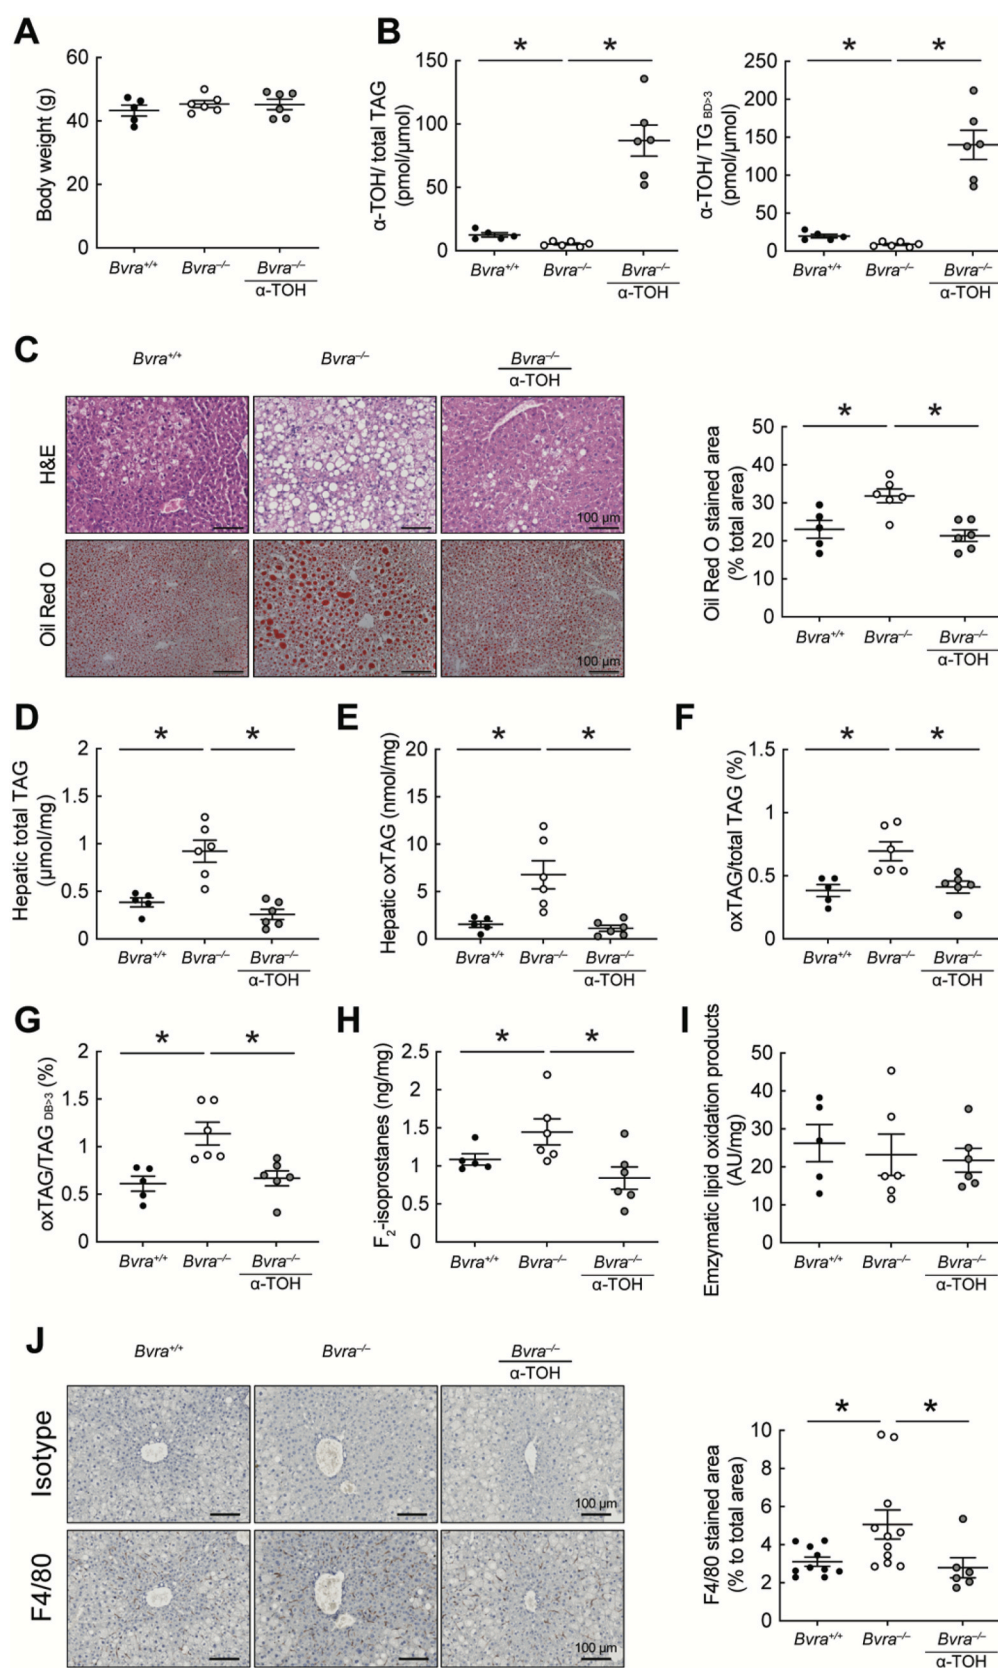 A
Body weight (g)
60
40
20
0
Bvra+/+
Bvra−/−
Bvra−/−
α-TOH
B
α-TOH/ total TAG
(pmol/μmol)
150
100
50
0
*
*
Bvra+/+
Bvra−/−
Bvra−/−
α-TOH
α-TOH/ TG BD>3
(pmol/μmol)
250
200
150
100
50
0
*
*
Bvra+/+
Bvra−/−
Bvra−/−
α-TOH
C
Bvra+/+
Bvra−/−
Bvra−/−
α-TOH
H&E
100 μm
Oil Red O
100 μm
Oil Red O stained area
(% total area)
50
40
30
20
10
0
*
*
Bvra+/+
Bvra−/−
Bvra−/−
α-TOH
D
Hepatic total TAG
(μmol/mg)
2
1.5
1
0.5
0
*
*
Bvra+/+
Bvra−/−
Bvra−/−
α-TOH
E
Hepatic oxTAG (nmol/mg)
20
15
10
5
0
*
*
Bvra+/+
Bvra−/−
Bvra−/−
α-TOH
F
oxTAG/total TAG (%)
1.5
1
0.5
0
*
*
Bvra+/+
Bvra−/−
Bvra−/−
α-TOH
G
oxTAG/TAG DB>3 (%)
2
1.5
1
0.5
0
*
*
Bvra+/+
Bvra−/−
Bvra−/−
α-TOH
H
F2-isoprostanes (ng/mg)
2.5
2
1.5
1
0.5
0
*
*
Bvra+/+
Bvra−/−
Bvra−/−
α-TOH
I
Emzymatic lipid oxidation products
(AU/mg)
50
40
30
20
10
0
Bvra+/+
Bvra−/−
Bvra−/−
α-TOH
J
Bvra+/+
Bvra−/−
Bvra−/−
α-TOH
Isotype
100 μm
F4/80
100 μm
F4/80 stained area
(% to total area)
10
8
6
4
2
0
*
*
Bvra+/+
Bvra−/−
Bvra−/−
α-TOH